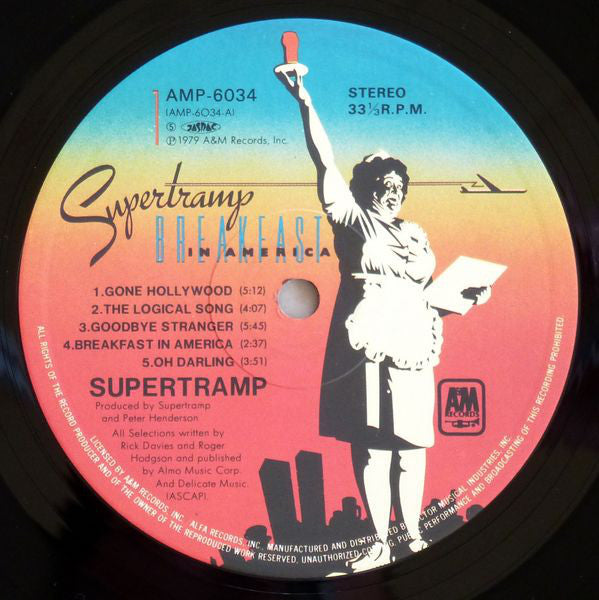 AMP-6034
(AMP-6034-A)
Ⓢ JASRAC
Ⓟ1979 A&M Records, Inc.
STEREO
33 1/3 R.P.M.
Supertramp
BREAKFAST
IN AMERICA
1.GONE HOLLYWOOD (5:12)
2.THE LOGICAL SONG (4:07)
3.GOODBYE STRANGER (5:45)
4.BREAKFAST IN AMERICA (2:37)
5.OH DARLING (3:51)
SUPERTRAMP
Produced by Supertramp
and Peter Henderson
All Selections written by
Rick Davies and Roger
Hodgson and published
by Almo Music Corp.
And Delicate Music.
(ASCAP).
A&M
RECORDS
ALL RIGHTS OF THE RECORD PRODUCER AND OF THE OWNER OF THE REPRODUCED WORK RESERVED. UNAUTHORIZED COPYING, PUBLIC PERFORMANCE AND BROADCASTING OF THIS RECORDING PROHIBITED.
LICENSED BY A&M RECORDS, INC. ALFA RECORDS, INC. MANUFACTURED AND DISTRIBUTED BY VICTOR MUSICAL INDUSTRIES, INC.